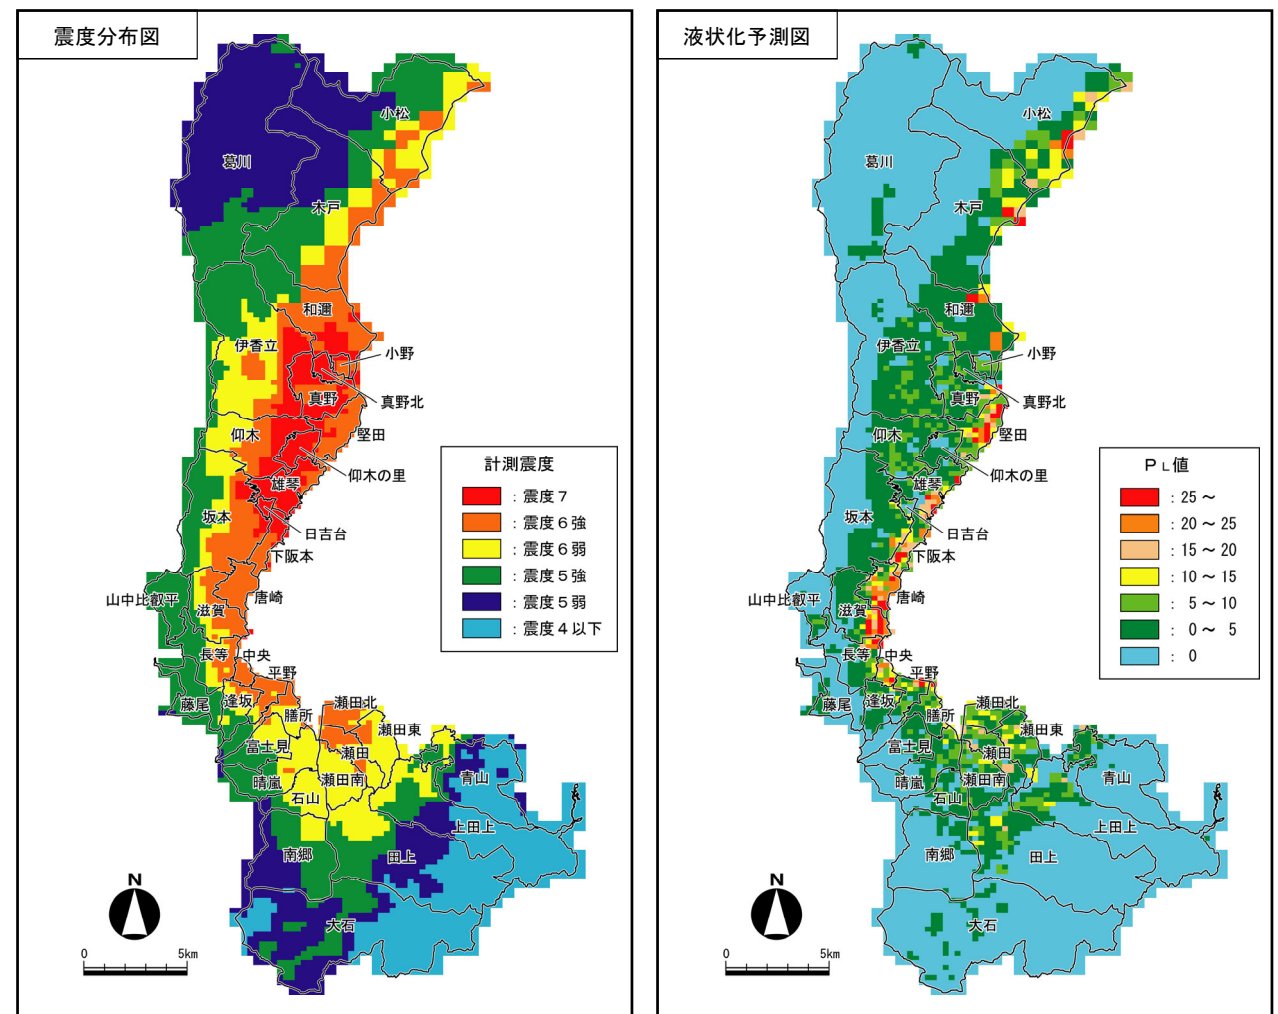 震度分布図
小松
葛川
木戸
和邇
伊香立
小野
真野北
真野
堅田
仰木
仰木の里
雄琴
坂本
日吉台
下阪本
山中比叡平
唐崎
滋賀
長等
中央
平野
藤尾
逢坂
膳所
瀬田北
瀬田東
富士見
瀬田
晴嵐
瀬田南
青山
石山
上田上
南郷
田上
大石
計測震度
：震度７
：震度６強
：震度６弱
：震度５強
：震度５弱
：震度４以下
N
0 5km
液状化予測図
小松
葛川
木戸
和邇
伊香立
小野
真野北
真野
堅田
仰木
仰木の里
雄琴
坂本
日吉台
下阪本
山中比叡平
唐崎
滋賀
長等
中央
平野
藤尾
逢坂
膳所
瀬田北
瀬田東
富士見
瀬田
晴嵐
瀬田南
青山
石山
上田上
南郷
田上
大石
ＰL値
：25～
：20～25
：15～20
：10～15
：5～10
：0～5
：0
N
0 5km